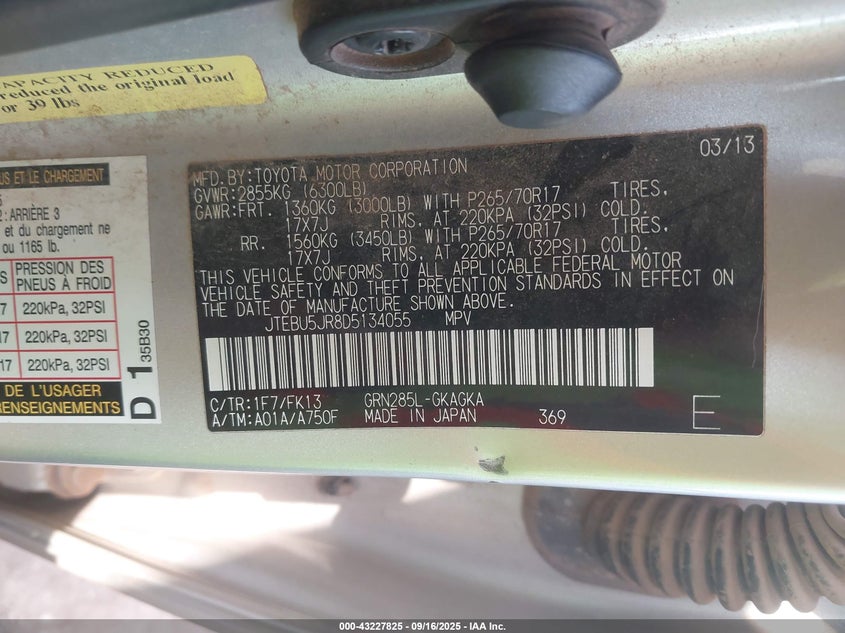 CAPACITY REDUCED
reduced the original load
or 30 lbs
US ET LE CHARGEMENT
2 : ARRIÈRE 3
et du chargement ne
ou 1165 lb.
PRESSION DES
PNEUS À FROID
220kPa, 32PSI
220kPa, 32PSI
17 220kPa, 32PSI
DE L'USAGER
RENSEIGNEMENTS
D 1 35B30
03/13
MFD.BY:TOYOTA MOTOR CORPORATION
GVWR:2855KG (6300LB)
GAWR:FRT. 1360KG (3000LB) WITH P265/70R17 TIRES,
17X7J RIMS, AT 220KPA (32PSI) COLD.
RR. 1560KG (3450LB) WITH P265/70R17 TIRES,
17X7J RIMS, AT 220KPA (32PSI) COLD.
THIS VEHICLE CONFORMS TO ALL APPLICABLE FEDERAL MOTOR
VEHICLE SAFETY AND THEFT PREVENTION STANDARDS IN EFFECT ON
THE DATE OF MANUFACTURE SHOWN ABOVE.
JTEBU5JR8D5134055 MPV
C/TR:1F7/FK13 GRN285L-GKAGKA
A/TM:A01A/A750F MADE IN JAPAN 369 E
000-43227825 - 09/16/2025 - IAA Inc.